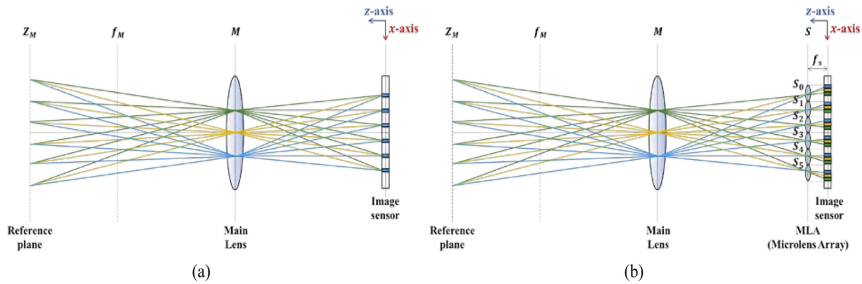 z-axis
x-axis
Z_M
f_M
M
Image
sensor
Reference
plane
Main
Lens
(a)
z-axis
x-axis
Z_M
f_M
M
S
f_s
S_0
S_1
S_2
S_3
S_4
S_5
Image
sensor
Reference
plane
Main
Lens
MLA
(Microlens Array)
(b)